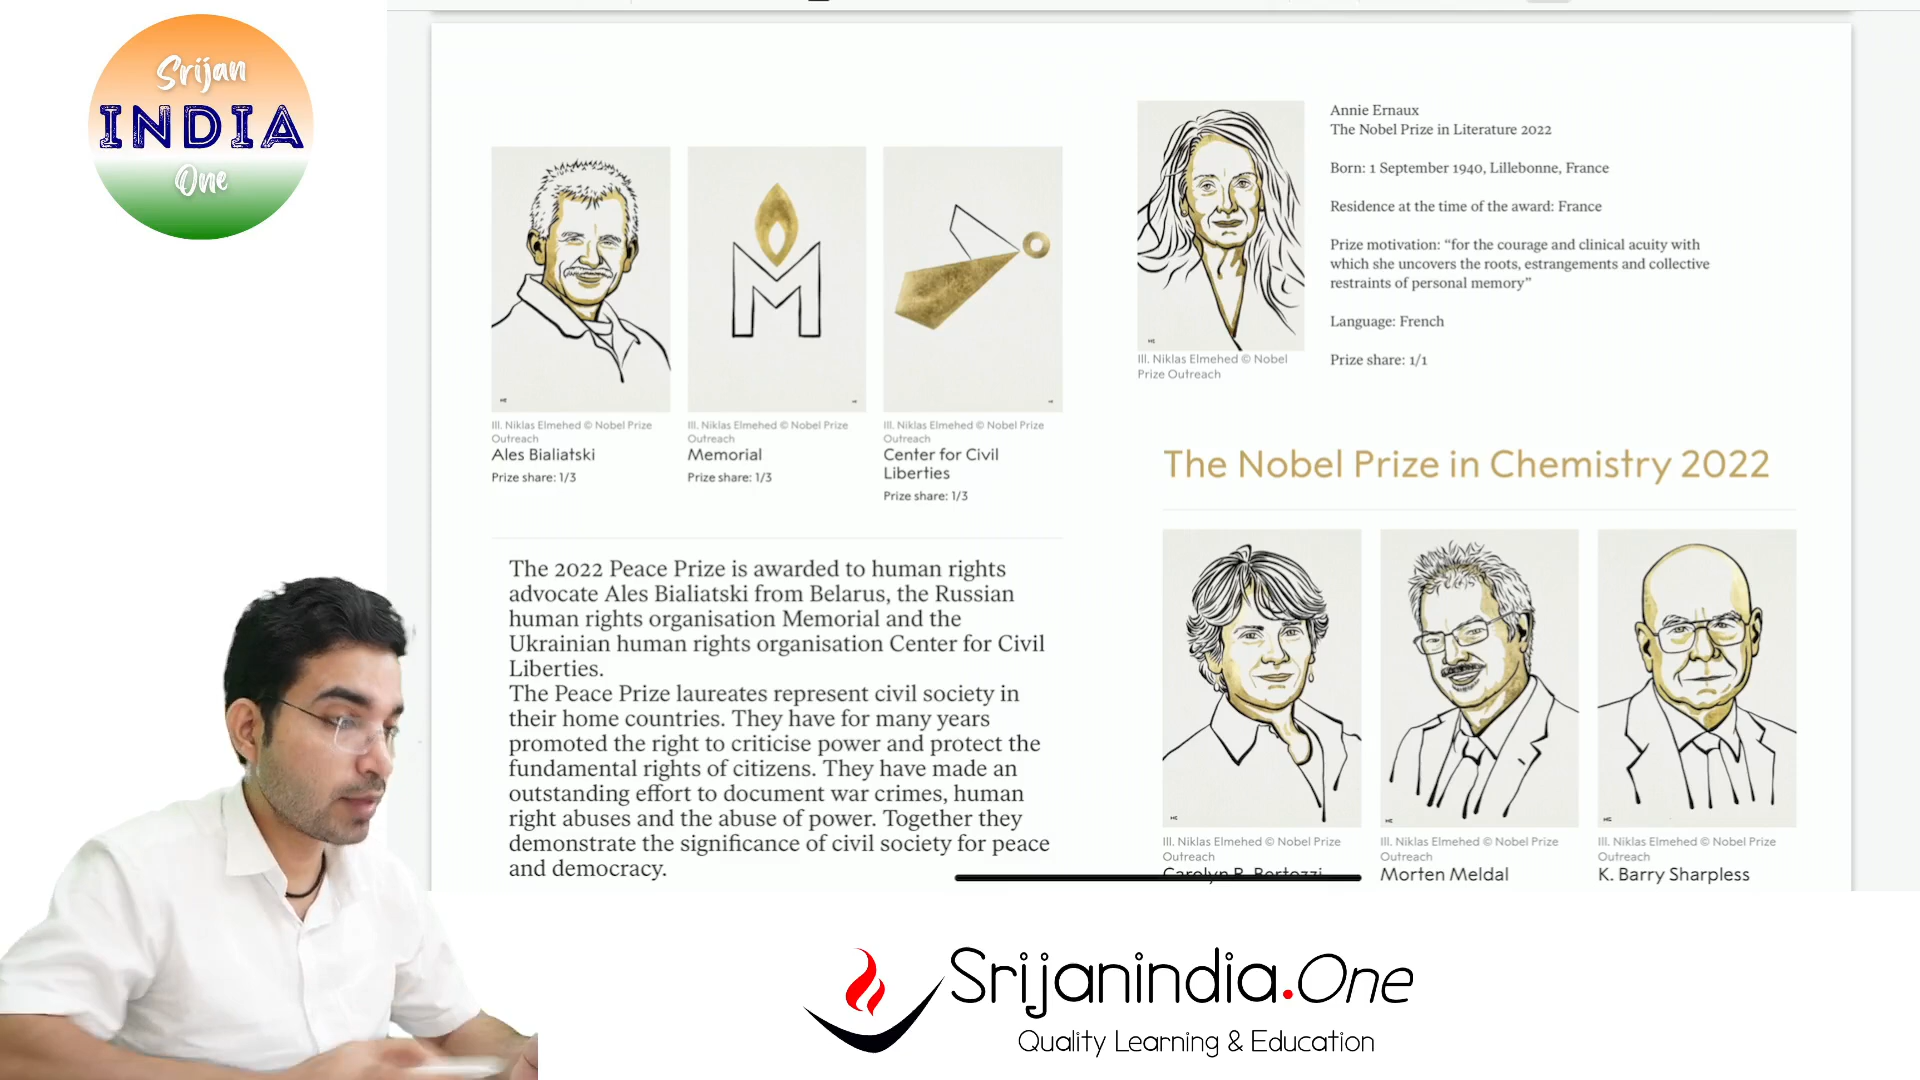 Srijan
INDIA
One
Ill. Niklas Elmehed © Nobel Prize
Outreach
Ales Bialiatski
Prize share: 1/3
Ill. Niklas Elmehed © Nobel Prize
Outreach
Memorial
Prize share: 1/3
Ill. Niklas Elmehed © Nobel Prize
Outreach
Center for Civil
Liberties
Prize share: 1/3
The 2022 Peace Prize is awarded to human rights
advocate Ales Bialiatski from Belarus, the Russian
human rights organisation Memorial and the
Ukrainian human rights organisation Center for Civil
Liberties.
The Peace Prize laureates represent civil society in
their home countries. They have for many years
promoted the right to criticise power and protect the
fundamental rights of citizens. They have made an
outstanding effort to document war crimes, human
right abuses and the abuse of power. Together they
demonstrate the significance of civil society for peace
and democracy.
Ill. Niklas Elmehed © Nobel
Prize Outreach
Annie Ernaux
The Nobel Prize in Literature 2022
Born: 1 September 1940, Lillebonne, France
Residence at the time of the award: France
Prize motivation: “for the courage and clinical acuity with
which she uncovers the roots, estrangements and collective
restraints of personal memory”
Language: French
Prize share: 1/1
The Nobel Prize in Chemistry 2022
Ill. Niklas Elmehed © Nobel Prize
Outreach
Carolyn R. Bertozzi
Ill. Niklas Elmehed © Nobel Prize
Outreach
Morten Meldal
Ill. Niklas Elmehed © Nobel Prize
Outreach
K. Barry Sharpless
Srijanindia.One
Quality Learning & Education